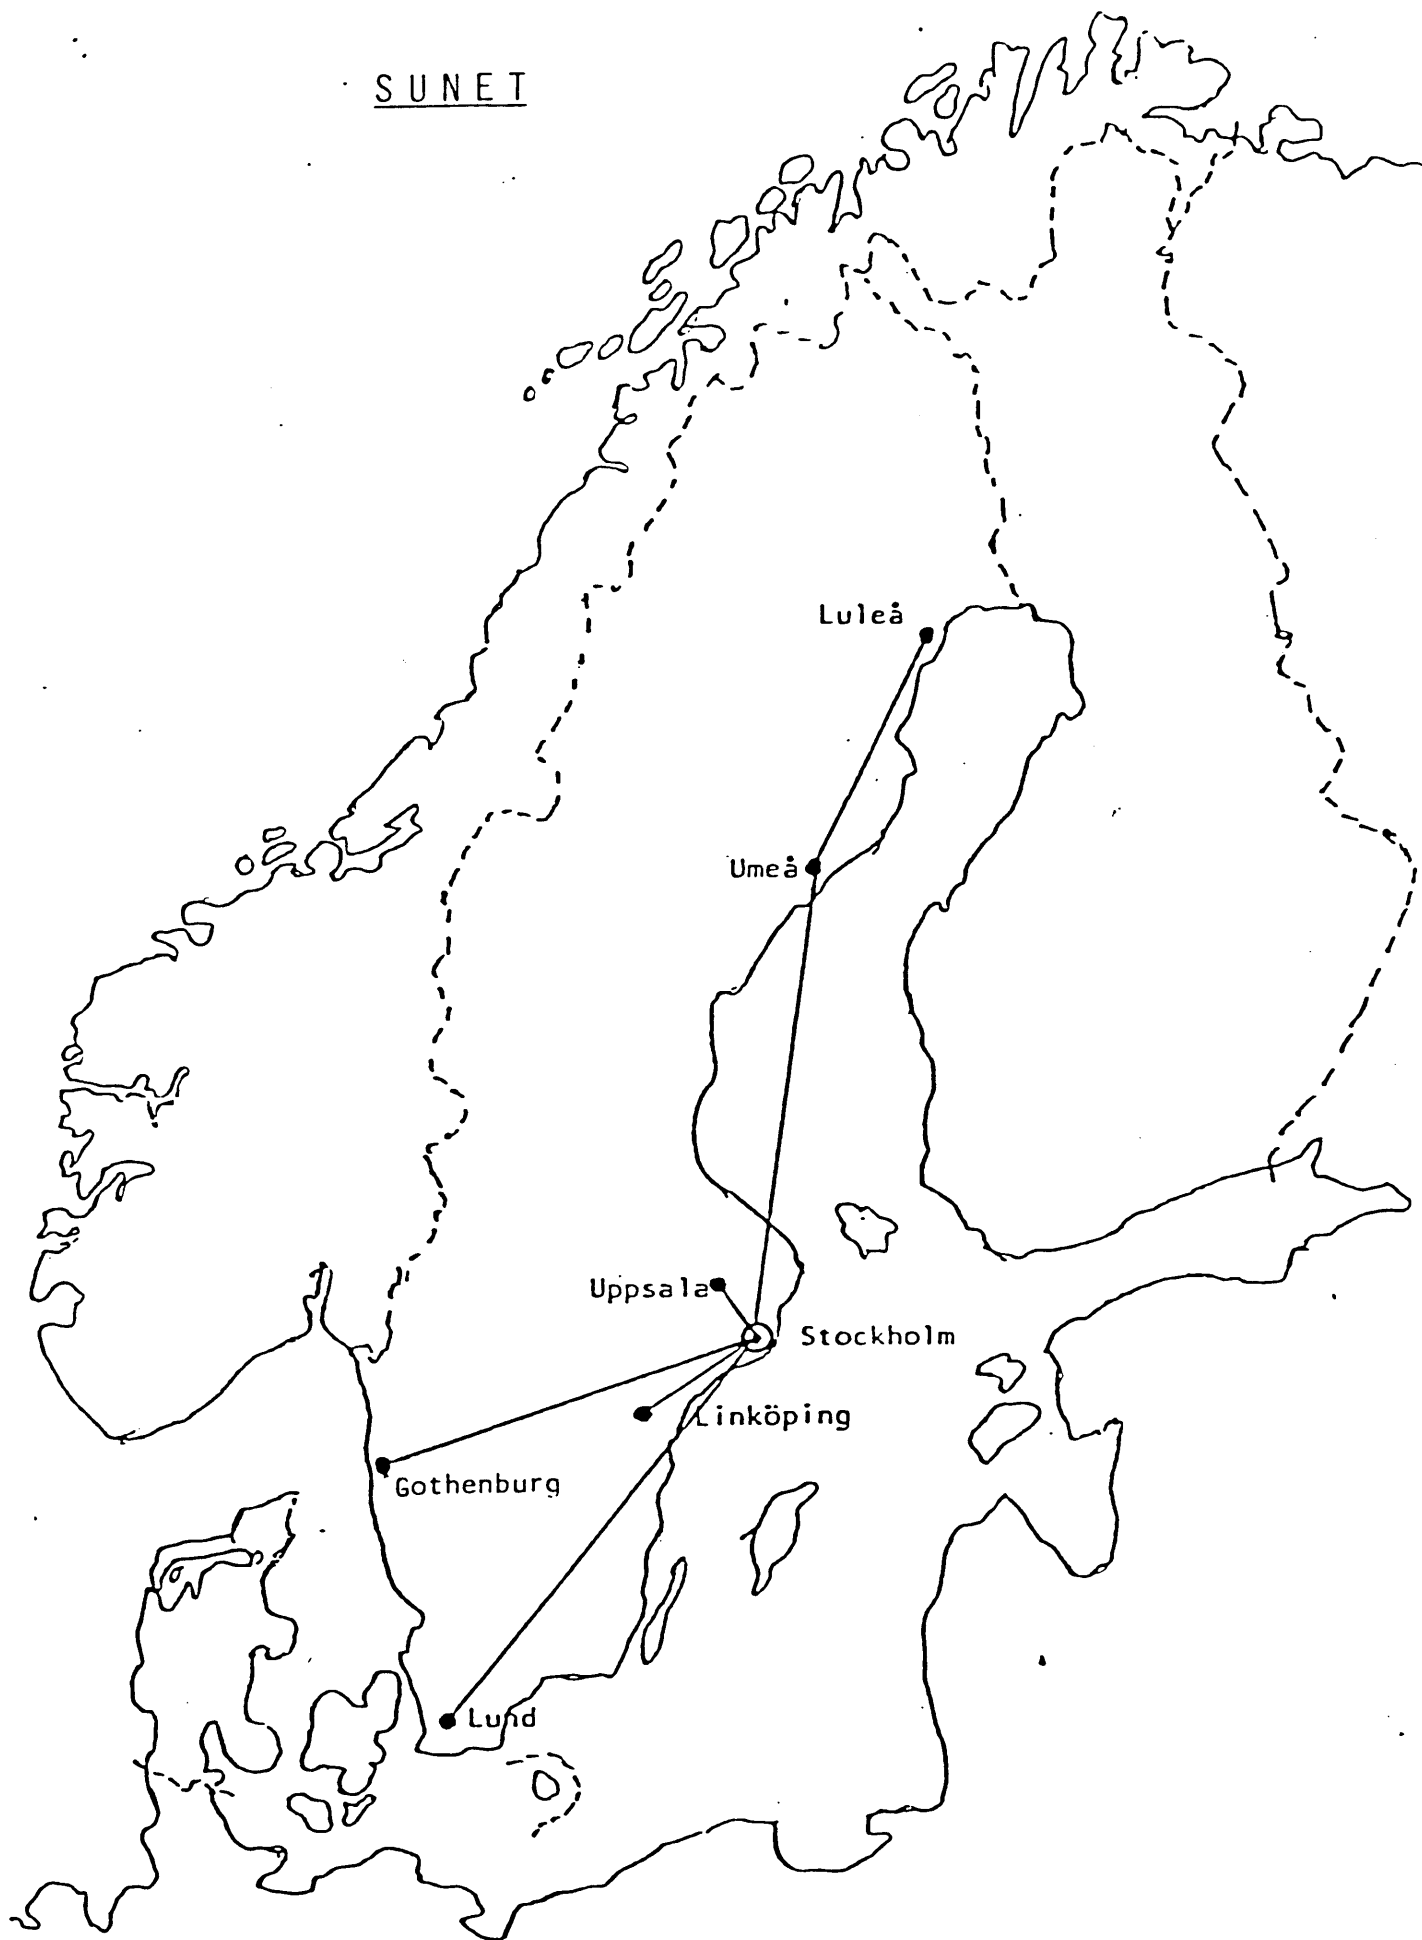 SUNET
Luleå
Umeå
Uppsala
Stockholm
Linköping
Gothenburg
Lund